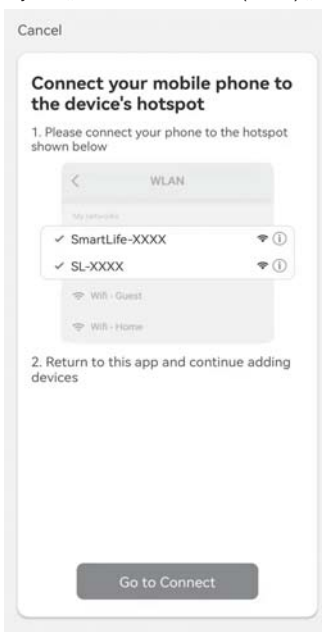 Cancel
Connect your mobile phone to
the device's hotspot
1. Please connect your phone to the hotspot
shown below
WLAN
My networks
SmartLife-XXXX
SL-XXXX
Wifi - Guest
Wifi - Home
2. Return to this app and continue adding
devices
Go to Connect